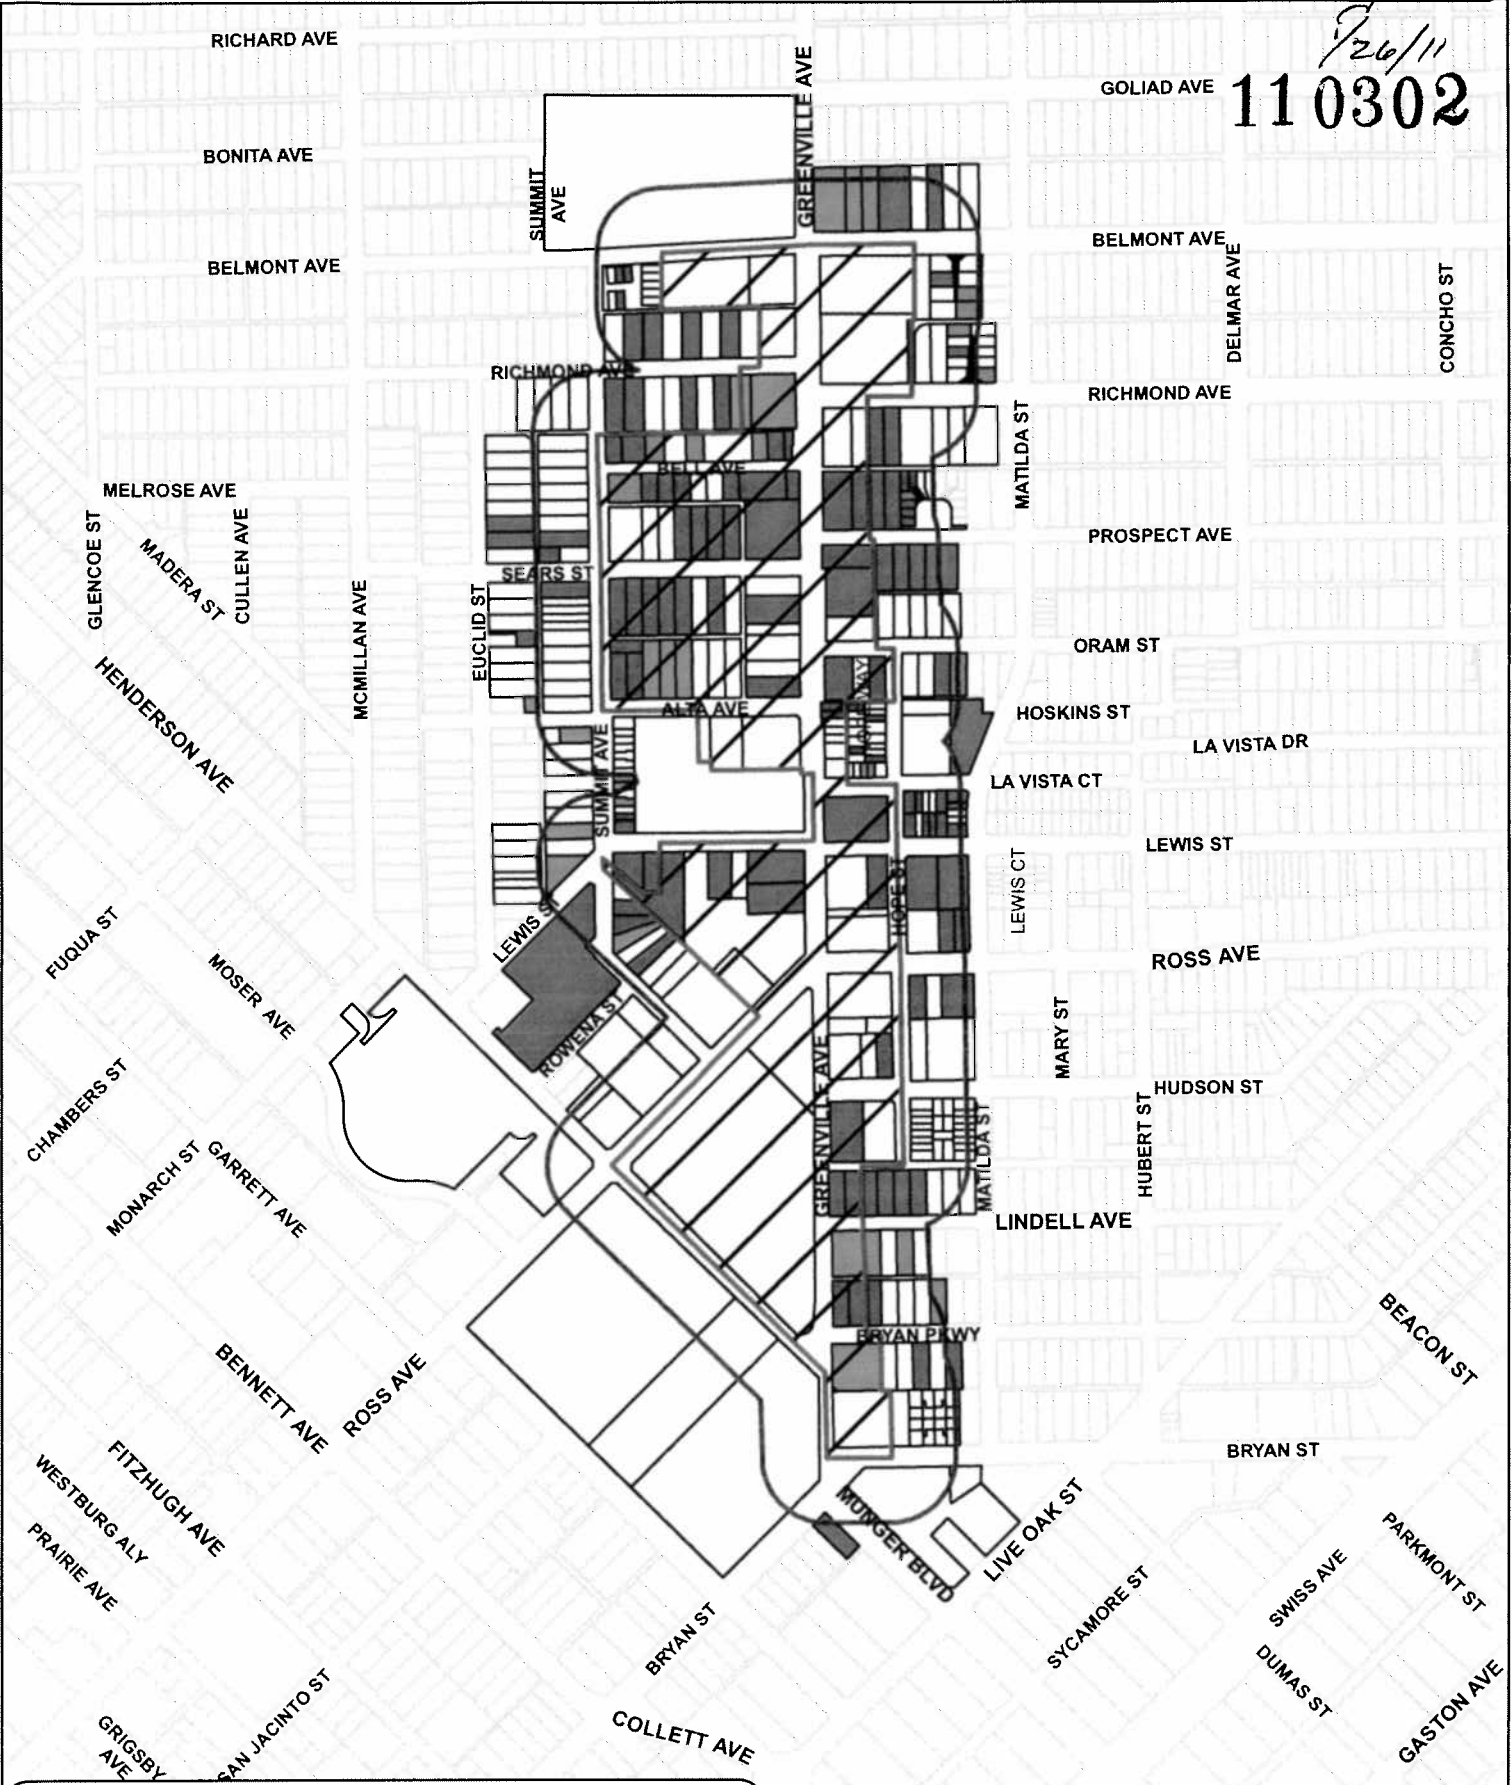 1/26/11
110302
RICHARD AVE
GOLIAD AVE
GREENVILLE AVE
BONITA AVE
SUMMIT
AVE
BELMONT AVE
BELMONT AVE
DELMAR AVE
CONCHO ST
RICHMOND AVE
RICHMOND AVE
MATILDA ST
BELL AVE
MELROSE AVE
GLENCOE ST
MADERA ST
CULLEN AVE
PROSPECT AVE
SEARS ST
EUCLID ST
MCMILLAN AVE
ORAM ST
HENDERSON AVE
ALTA AVE
HOSKINS ST
LA VISTA DR
SUMMIT AVE
LA VISTA CT
LEWIS ST
LEWIS CT
HOPE ST
LEWIS ST
FUQUA ST
MOSER AVE
ROSS AVE
ROWENA ST
MARY ST
GREENVILLE AVE
CHAMBERS ST
HUDSON ST
HUBERT ST
MATILDA ST
MONARCH ST
GARRETT AVE
LINDELL AVE
BEACON ST
BRYAN PKWY
BENNETT AVE
ROSS AVE
FITZHUGH AVE
BRYAN ST
WESTBURG ALY
PRAIRIE AVE
MUNGER BLVD
LIVE OAK ST
PARKMONT ST
SWISS AVE
SYCAMORE ST
BRYAN ST
DUMAS ST
GASTON AVE
SAN JACINTO ST
COLLETT AVE
GRIGSBY
AVE